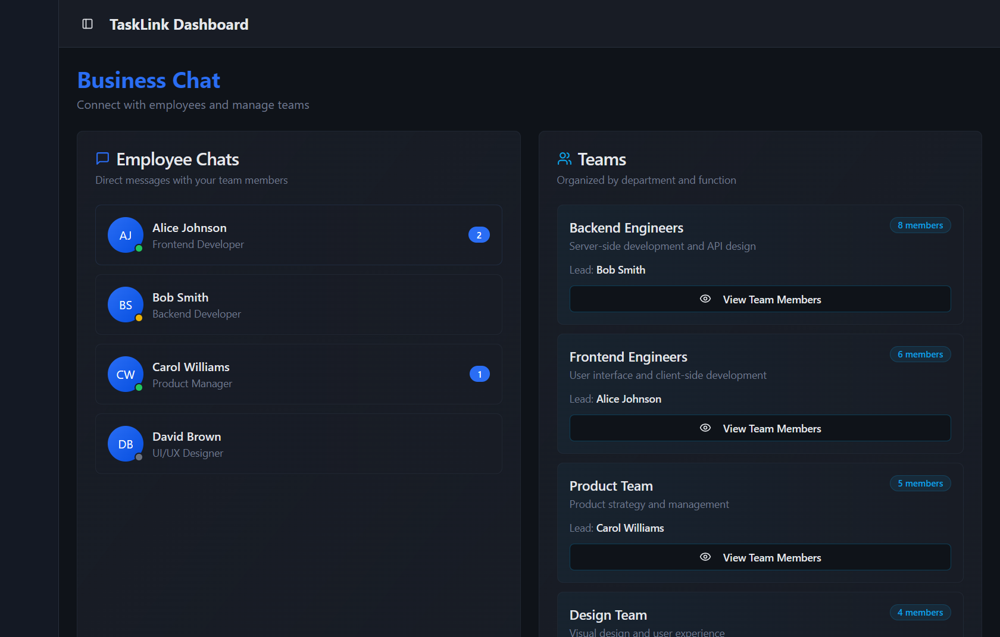 TaskLink Dashboard
Business Chat
Connect with employees and manage teams
Employee Chats
Direct messages with your team members
AJ
Alice Johnson
Frontend Developer
2
BS
Bob Smith
Backend Developer
CW
Carol Williams
Product Manager
1
DB
David Brown
UI/UX Designer
Teams
Organized by department and function
Backend Engineers
8 members
Server-side development and API design
Lead: Bob Smith
View Team Members
Frontend Engineers
6 members
User interface and client-side development
Lead: Alice Johnson
View Team Members
Product Team
5 members
Product strategy and management
Lead: Carol Williams
View Team Members
Design Team
4 members
Visual design and user experience